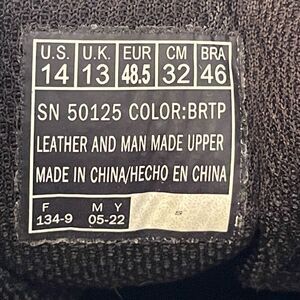 U.S. U.K. EUR CM BRA
14 13 48.5 32 46
SN 50125 COLOR:BRTP
LEATHER AND MAN MADE UPPER
MADE IN CHINA/HECHO EN CHINA
F M Y
134-9 05-22